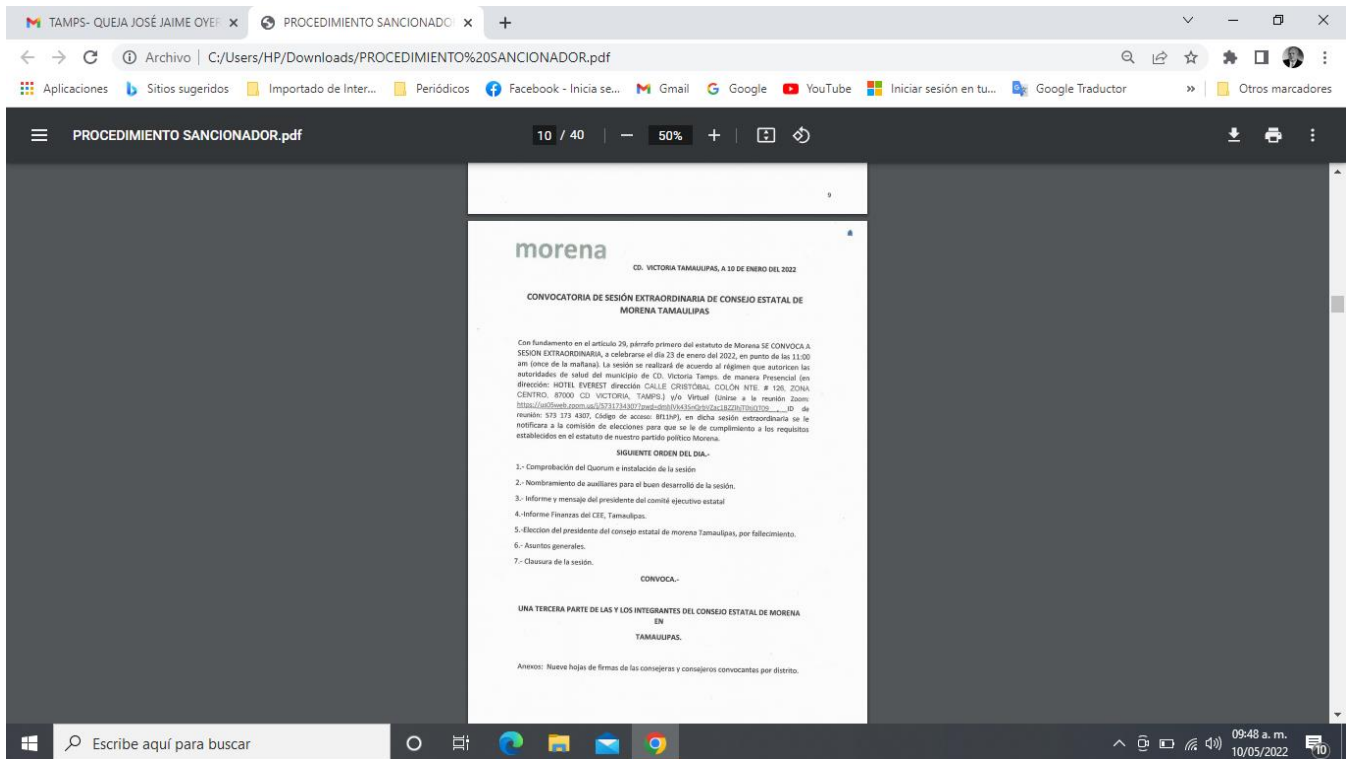 TAMPS- QUEJA JOSÉ JAIME OYER
PROCEDIMIENTO SANCIONADO
Archivo | C:/Users/HP/Downloads/PROCEDIMIENTO%20SANCIONADOR.pdf
Aplicaciones Sitios sugeridos Importado de Inter... Periódicos Facebook - Inicia se... Gmail Google YouTube Iniciar sesión en tu... Google Traductor » Otros marcadores
PROCEDIMIENTO SANCIONADOR.pdf 10 / 40 | — 50% +
9
morena
CD. VICTORIA TAMAULIPAS, A 10 DE ENERO DEL 2022
CONVOCATORIA DE SESIÓN EXTRAORDINARIA DE CONSEJO ESTATAL DE
MORENA TAMAULIPAS
Con fundamento en el artículo 29, párrafo primero del estatuto de Morena SE CONVOCA A
SESION EXTRAORDINARIA, a celebrarse el día 23 de enero del 2022, en punto de las 11:00
am (once de la mañana). La sesión se realizará de acuerdo al régimen que autoricen las
autoridades de salud del municipio de CD. Victoria Tamps. de manera Presencial (en
dirección: HOTEL EVEREST dirección CALLE CRISTÓBAL COLÓN NTE. # 126, ZONA
CENTRO, 87000 CD VICTORIA, TAMPS.) y/o Virtual (Unirse a la reunión Zoom:
ID de
reunión: 573 173 4307, Código de acceso: 8f11hP), en dicha sesión extraordinaria se le
notificara a la comisión de elecciones para que se le de cumplimiento a los requisitos
establecidos en el estatuto de nuestro partido político Morena.
SIGUIENTE ORDEN DEL DIA.-
1.- Comprobación del Quorum e instalación de la sesión
2.- Nombramiento de auxiliares para el buen desarrolló de la sesión.
3.- Informe y mensaje del presidente del comité ejecutivo estatal
4.-Informe Finanzas del CEE, Tamaulipas.
5.-Eleccion del presidente del consejo estatal de morena Tamaulipas, por fallecimiento.
6.- Asuntos generales.
7.- Clausura de la sesión.
CONVOCA.-
UNA TERCERA PARTE DE LAS Y LOS INTEGRANTES DEL CONSEJO ESTATAL DE MORENA
EN
TAMAULIPAS.
Anexos: Nueve hojas de firmas de las consejeras y consejeros convocantes por distrito.
Escribe aquí para buscar
09:48 a. m.
10/05/2022
10